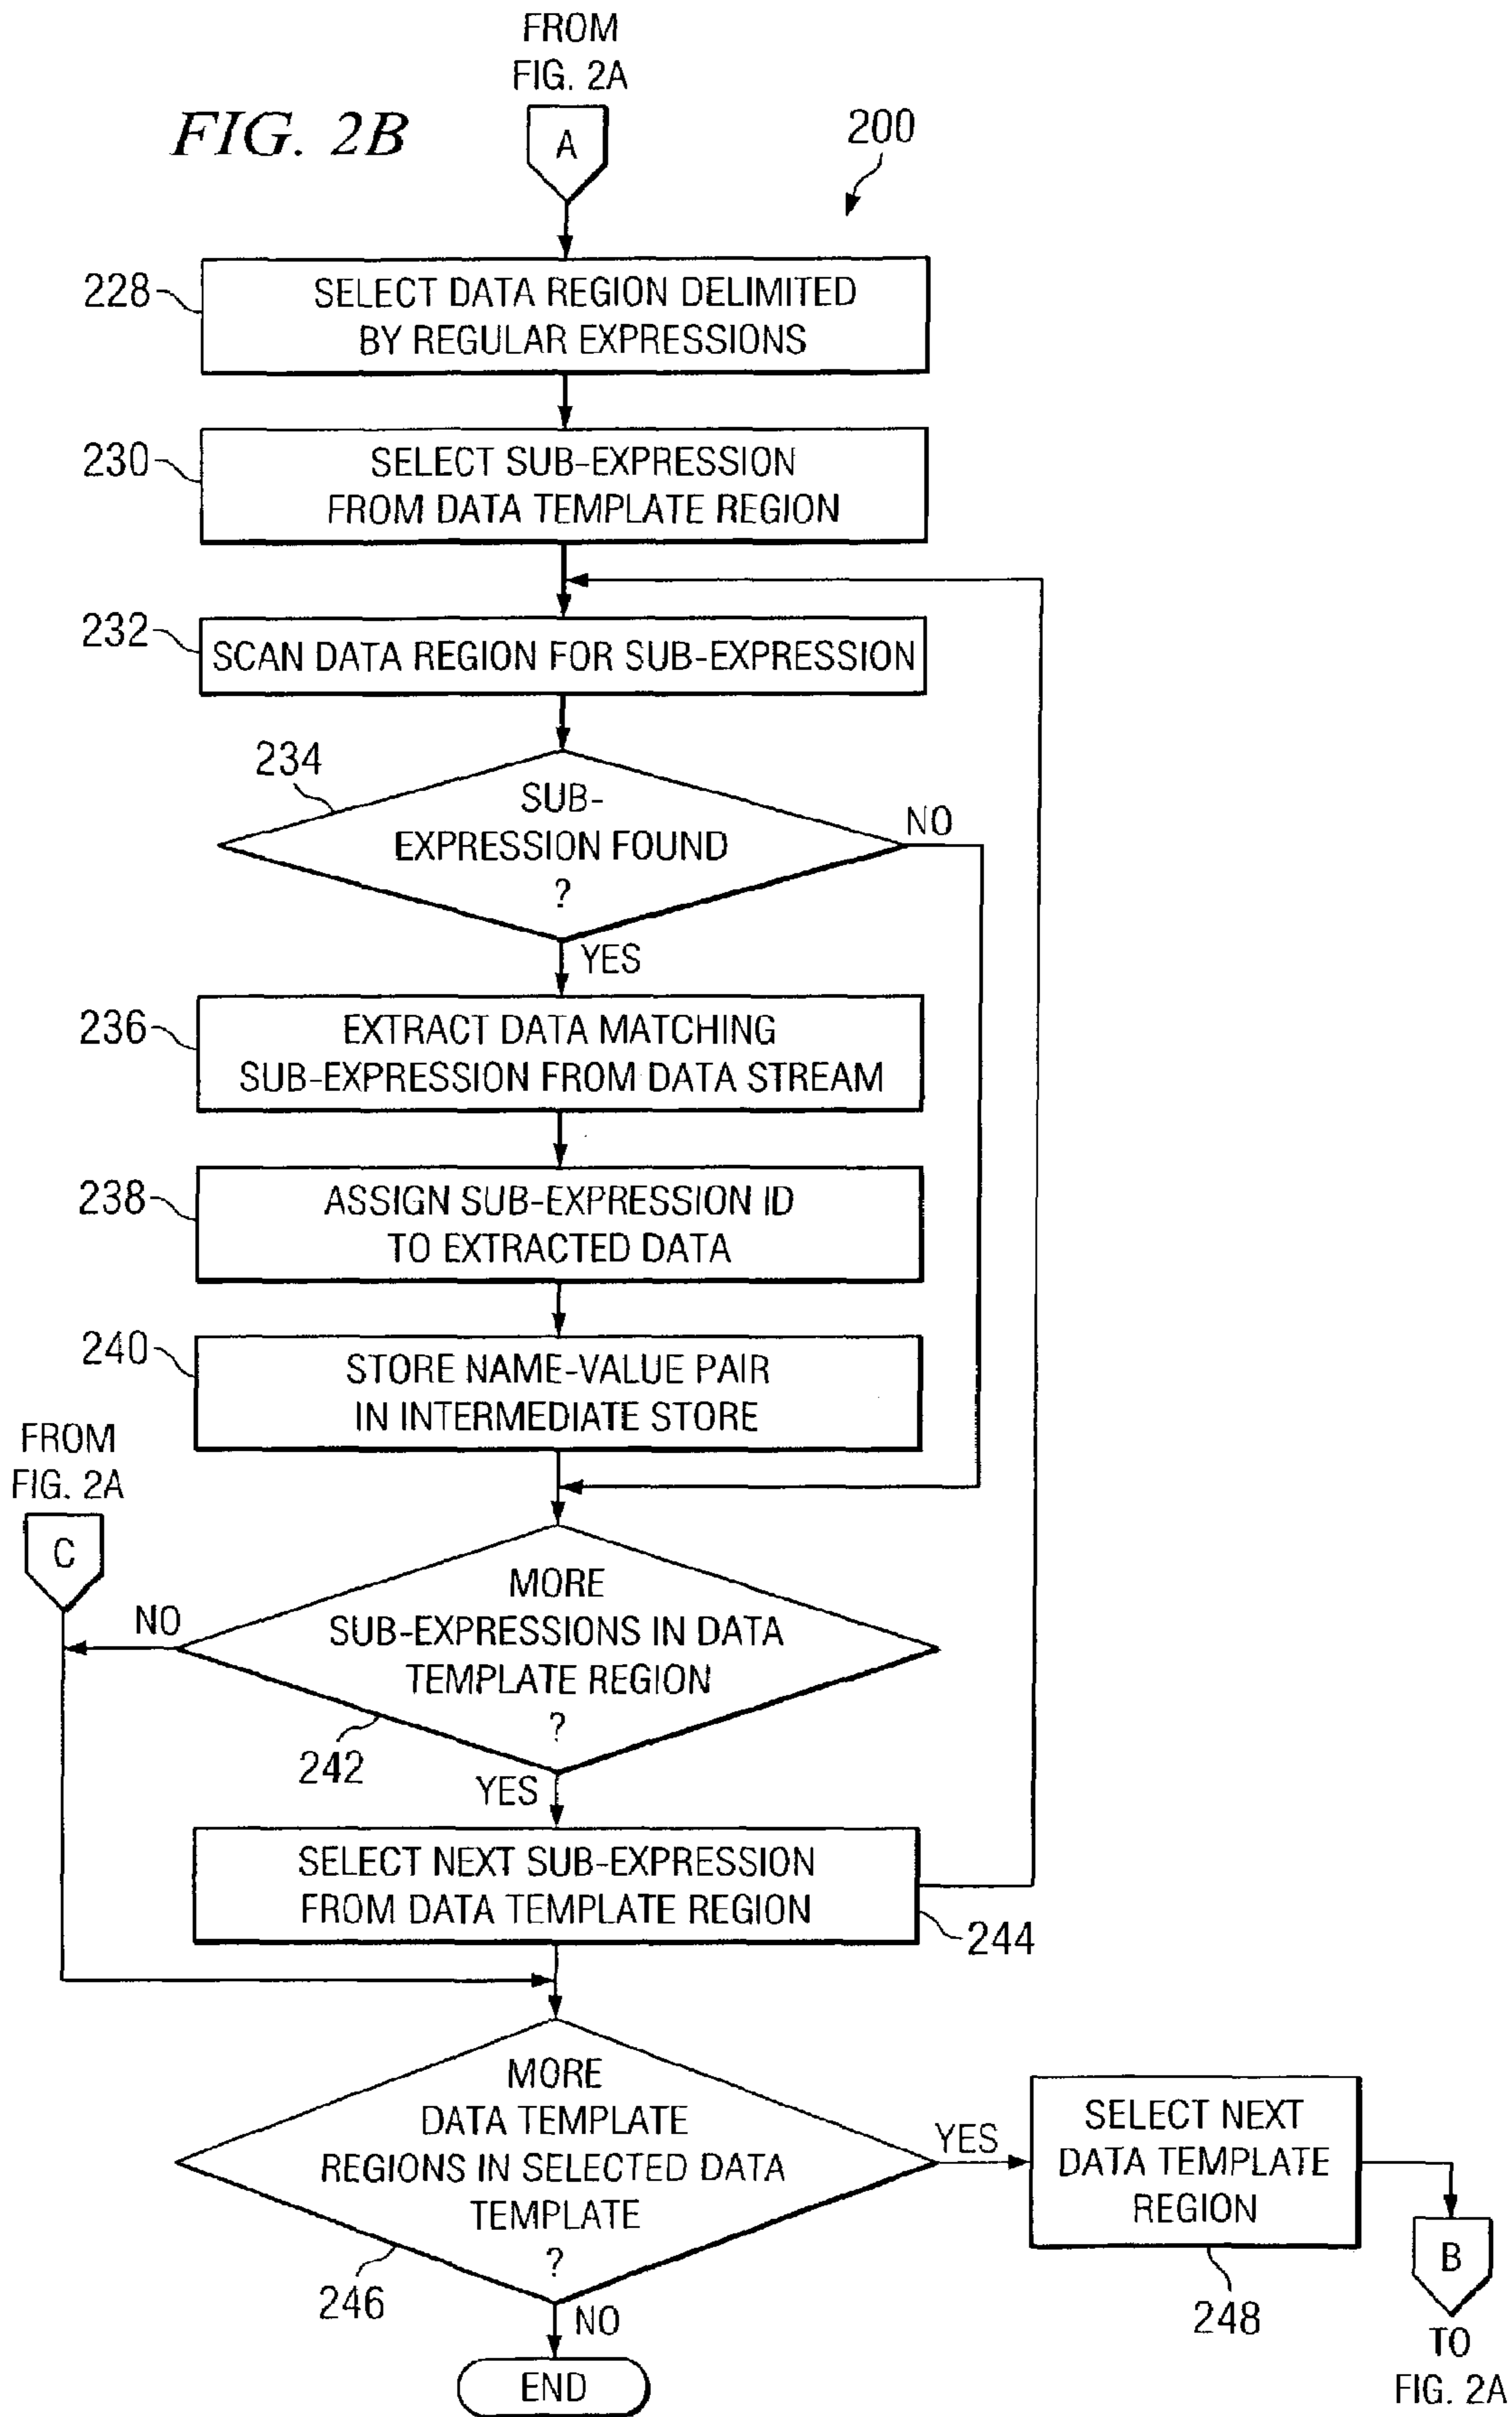 FROM
FIG. 2A
FIG. 2B
A
200
228
SELECT DATA REGION DELIMITED
BY REGULAR EXPRESSIONS
230
SELECT SUB-EXPRESSION
FROM DATA TEMPLATE REGION
232
SCAN DATA REGION FOR SUB-EXPRESSION
234
SUB-
EXPRESSION FOUND
?
NO
YES
236
EXTRACT DATA MATCHING
SUB-EXPRESSION FROM DATA STREAM
238
ASSIGN SUB-EXPRESSION ID
TO EXTRACTED DATA
240
STORE NAME-VALUE PAIR
IN INTERMEDIATE STORE
FROM
FIG. 2A
C
NO
MORE
SUB-EXPRESSIONS IN DATA
TEMPLATE REGION
?
242
YES
SELECT NEXT SUB-EXPRESSION
FROM DATA TEMPLATE REGION
244
MORE
DATA TEMPLATE
REGIONS IN SELECTED DATA
TEMPLATE
?
246
YES
SELECT NEXT
DATA TEMPLATE
REGION
248
B
TO
FIG. 2A
NO
END